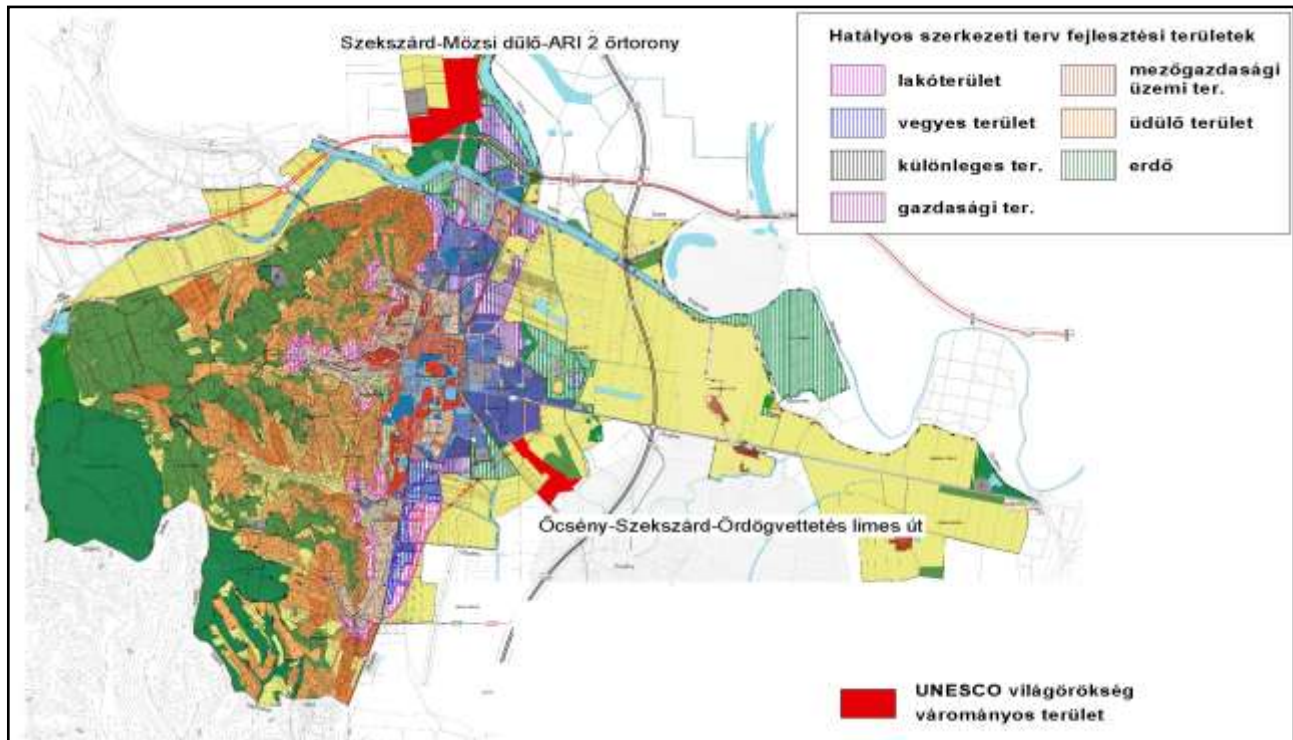 Szekszárd-Mözsi dűlő-ARI 2 őrtorony
Hatályos szerkezeti terv fejlesztési területek
lakóterület
vegyes terület
különleges ter.
gazdasági ter.
mezőgazdasági
üzemi ter.
üdülő terület
erdő
Őcsény-Szekszárd-Ördögvettetés limes út
UNESCO világörökség
várományos terület